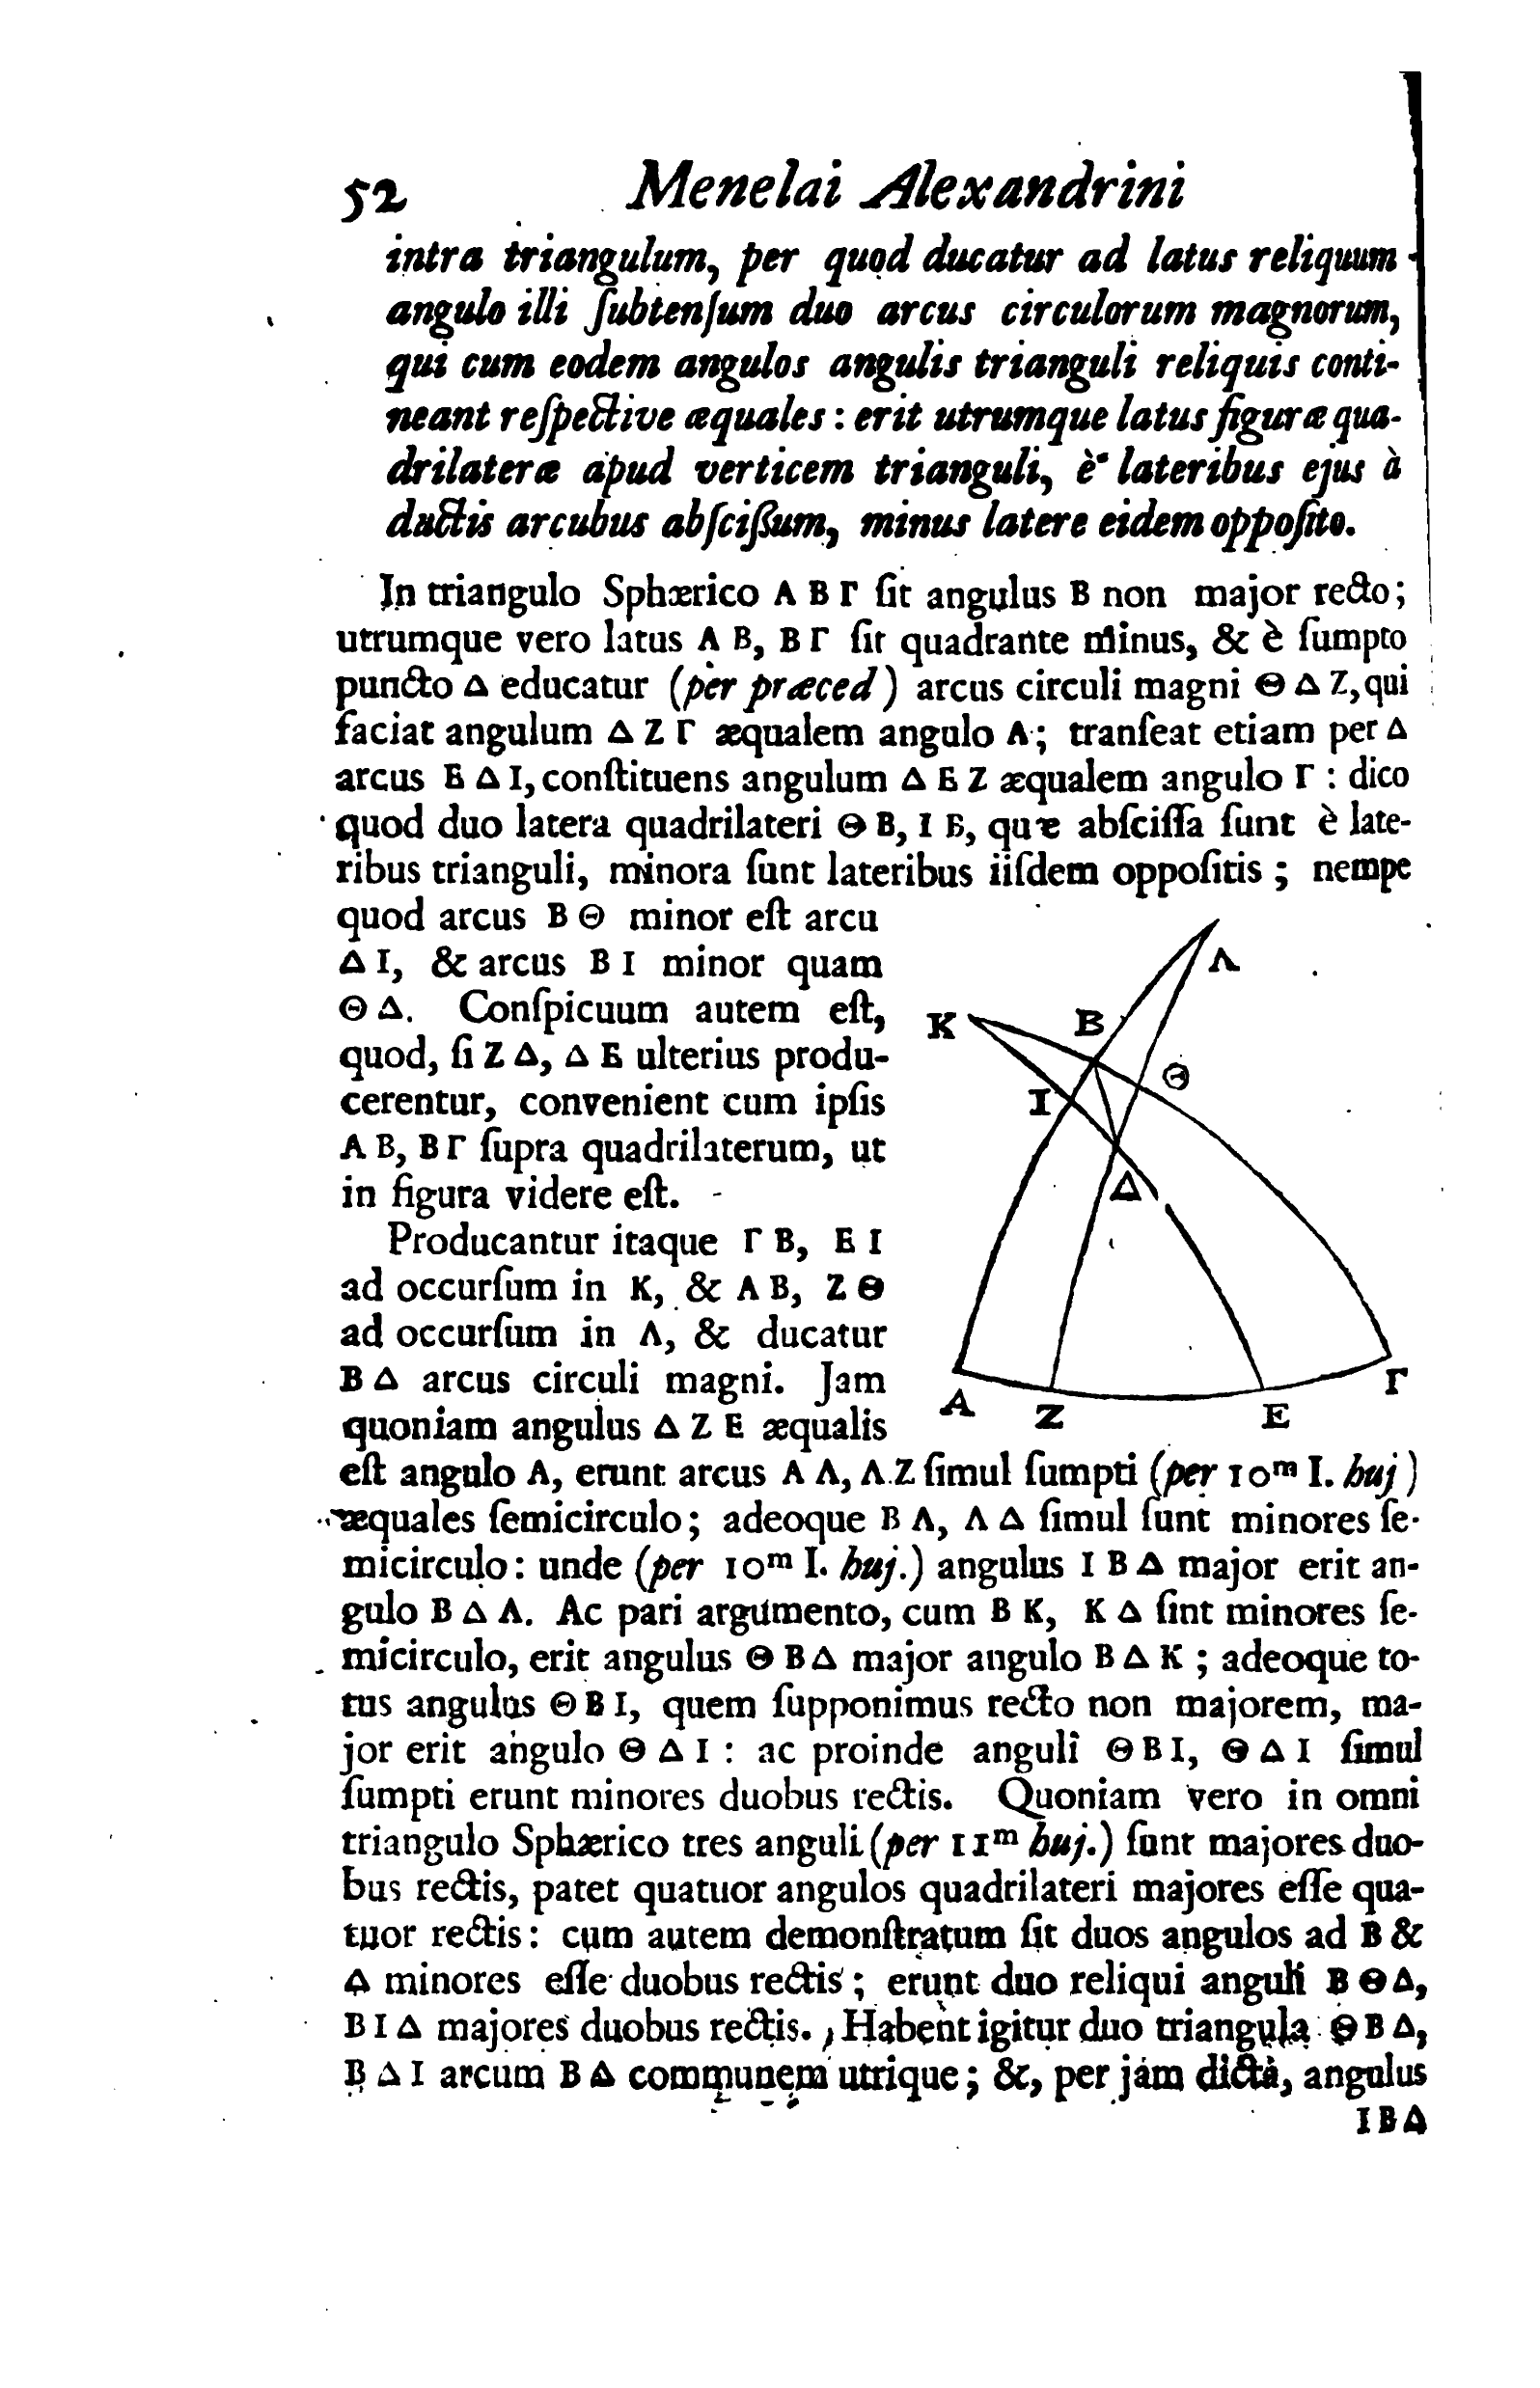 52 Menelai Alexandrini
intra triangulum, per quod ducatur ad latus reliquum
angulo illi ſubtenſum duo arcus circulorum magnorum,
qui cum eodem angulos angulis trianguli reliquis conti-
neant reſpective æquales : erit utrumque latus figuræ qua-
drilateræ apud verticem trianguli, è lateribus ejus à
ductis arcubus abſciſſum, minus latere eidem oppoſito.
In triangulo Sphærico Α Β Γ ſit angulus Β non major recto;
utrumque vero latus Α Β, Β Γ ſit quadrante minus, & è ſumpto
puncto Δ educatur (per præced) arcus circuli magni Θ Δ Ζ, qui
faciat angulum Δ Ζ Γ æqualem angulo Α; tranſeat etiam per Δ
arcus Ε Δ Ι, conſtituens angulum Δ Ε Ζ æqualem angulo Γ : dico
quod duo latera quadrilateri Θ Β, Ι Β, quæ abſciſſa ſunt è late-
ribus trianguli, minora ſunt lateribus iiſdem oppoſitis ; nempe
quod arcus Β Θ minor eſt arcu
Δ Ι, & arcus Β Ι minor quam
Θ Δ. Conſpicuum autem eſt,
quod, ſi Ζ Δ, Δ Ε ulterius produ-
cerentur, convenient cum ipſis
Α Β, Β Γ ſupra quadrilaterum, ut
in figura videre eſt.
Producantur itaque Γ Β, Ε Ι
ad occurſum in Κ, & Α Β, Ζ Θ
ad occurſum in Λ, & ducatur
Β Δ arcus circuli magni. Jam
quoniam angulus Δ Ζ Ε æqualis
Λ
Κ Β
Θ
Ι
Δ
Γ
Α Ζ Ε
eſt angulo Α, erunt arcus Α Λ, Λ Ζ ſimul ſumpti (per 10m I. huj)
æquales ſemicirculo; adeoque Β Λ, Λ Δ ſimul ſunt minores ſe-
micirculo: unde (per 10m I. huj.) angulus Ι Β Δ major erit an-
gulo Β Δ Λ. Ac pari argumento, cum Β Κ, Κ Δ ſint minores ſe-
micirculo, erit angulus Θ Β Δ major angulo Β Δ Κ ; adeoque to-
tus angulus Θ Β Ι, quem ſupponimus recto non majorem, ma-
jor erit angulo Θ Δ Ι : ac proinde anguli Θ Β Ι, Θ Δ Ι ſimul
ſumpti erunt minores duobus rectis. Quoniam vero in omni
triangulo Sphærico tres anguli (per 11m huj.) ſunt majores duo-
bus rectis, patet quatuor angulos quadrilateri majores eſſe qua-
tuor rectis: cum autem demonſtratum ſit duos angulos ad Β &
Δ minores eſſe duobus rectis ; erunt duo reliqui anguli Β Θ Δ,
Β Ι Δ majores duobus rectis. Habent igitur duo triangula Θ Β Δ,
Β Δ Ι arcum Β Δ communem utrique ; &, per jam dicta, angulus
Ι Β Δ